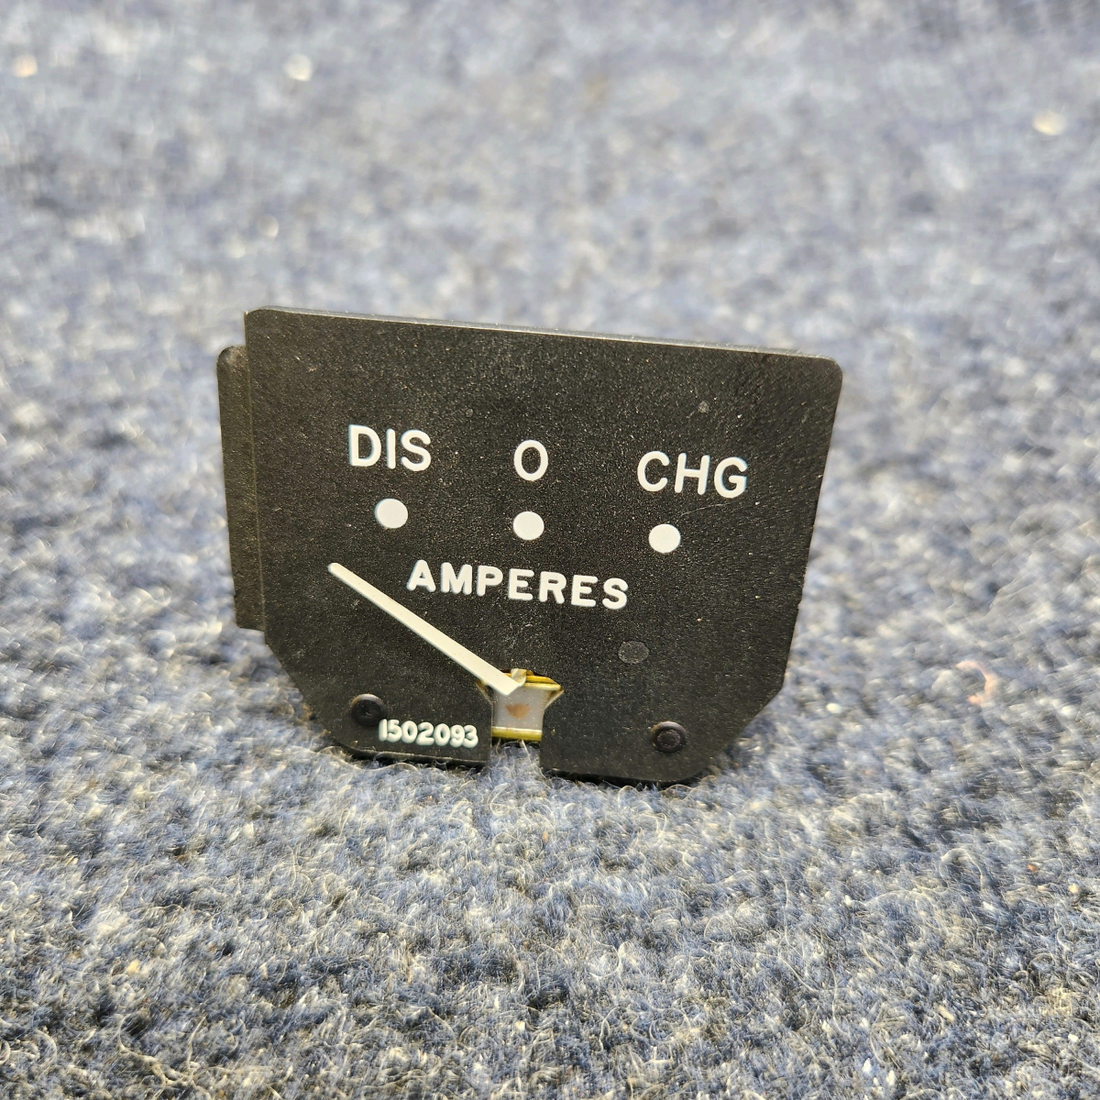 DIS O CHG
AMPERES
1502093